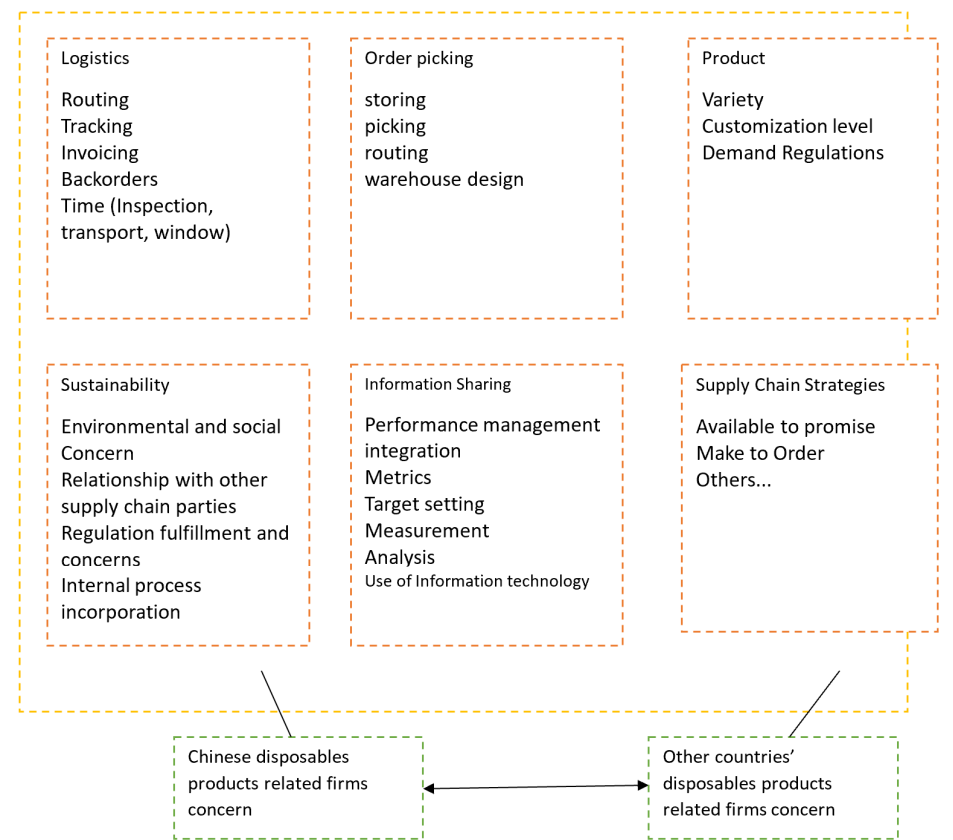 Logistics
Routing
Tracking
Invoicing
Backorders
Time (Inspection,
transport, window)
Order picking
storing
picking
routing
warehouse design
Product
Variety
Customization level
Demand Regulations
Sustainability
Environmental and social
Concern
Relationship with other
supply chain parties
Regulation fulfillment and
concerns
Internal process
incorporation
Information Sharing
Performance management
integration
Metrics
Target setting
Measurement
Analysis
Use of Information technology
Supply Chain Strategies
Available to promise
Make to Order
Others...
Chinese disposables
products related firms
concern
Other countries’
disposables products
related firms concern